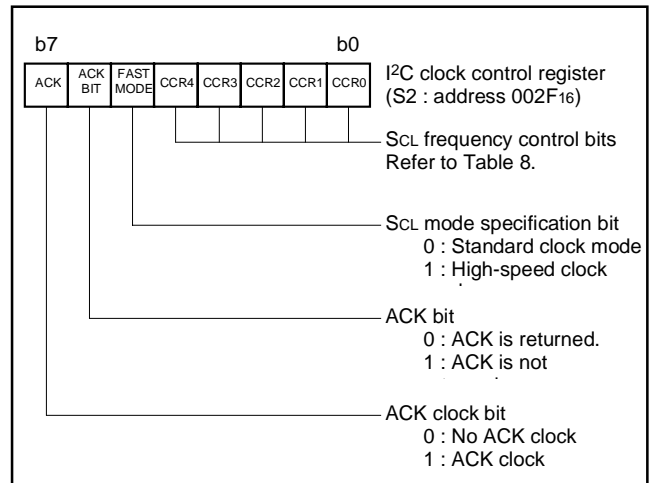 b7 b0
ACK ACK BIT FAST MODE CCR4 CCR3 CCR2 CCR1 CCR0
I2C clock control register
(S2 : address 002F16)
SCL frequency control bits
Refer to Table 8.
SCL mode specification bit
0 : Standard clock mode
1 : High-speed clock
ACK bit
0 : ACK is returned.
1 : ACK is not
ACK clock bit
0 : No ACK clock
1 : ACK clock